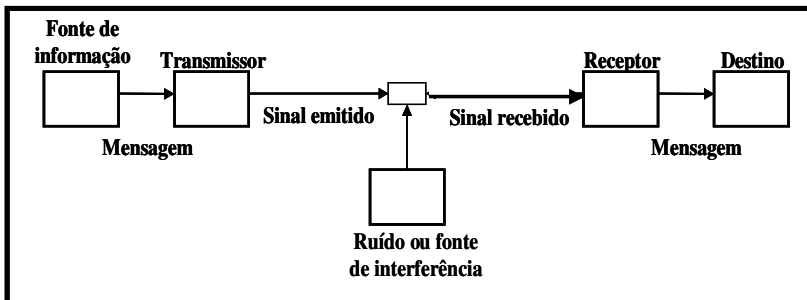 Fonte de
informação
Transmissor
Receptor
Destino
Sinal emitido
Sinal recebido
Mensagem
Mensagem
Ruído ou fonte
de interferência